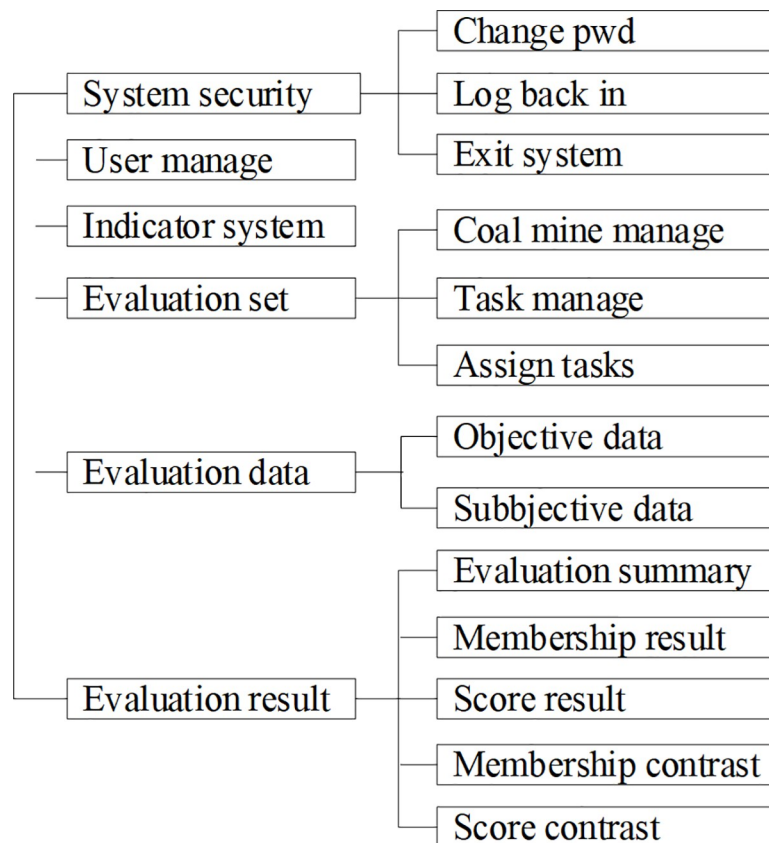 System security
Change pwd
Log back in
Exit system
User manage
Indicator system
Evaluation set
Coal mine manage
Task manage
Assign tasks
Evaluation data
Objective data
Subbjective data
Evaluation result
Evaluation summary
Membership result
Score result
Membership contrast
Score contrast